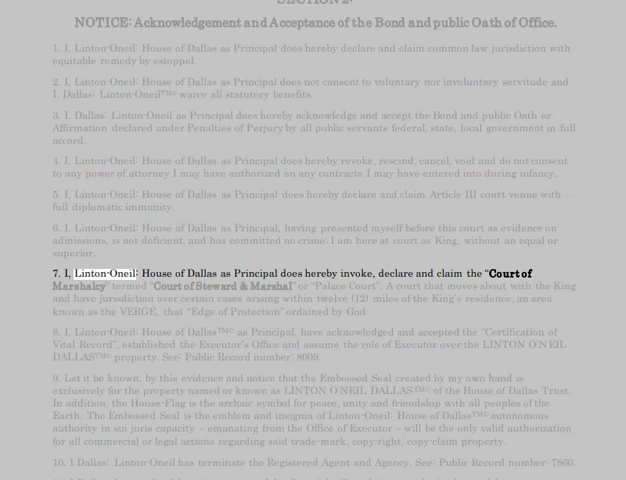 SECTION 2:
NOTICE: Acknowledgement and Acceptance of the Bond and public Oath of Office.
1. I, Linton-Oneil: House of Dallas as Principal does hereby declare and claim common law jurisdiction with
equitable remedy by estoppel.
2. I, Linton-Oneil: House of Dallas as Principal does not consent to voluntary nor involuntary servitude and
I, Dallas: Linton-Oneil™© waive all statutory benefits.
3. I, Dallas: Linton-Oneil as Principal does hereby acknowledge and accept the Bond and public Oath or
Affirmation declared under Penalties of Perjury by all public servants federal, state, local government in full
accord.
4. I, Linton-Oneil: House of Dallas as Principal does hereby revoke, rescind, cancel, void and do not consent
to any power of attorney I may have authorized on any contracts I may have entered into during infancy.
5. I, Linton-Oneil: House of Dallas as Principal does hereby declare and claim Article III court venue with
full diplomatic immunity.
6. I, Linton-Oneil: House of Dallas as Principal, having presented myself before this court as evidence on
admissions, is not deficient, and has committed no crime: I am here at court as King, without an equal or
superior.
7. I, Linton-Oneil: House of Dallas as Principal does hereby invoke, declare and claim the “Court of
Marshalcy” termed “Court of Steward & Marshal” or “Palace Court”. A court that moves about with the King
and have jurisdiction over certain cases arising within twelve (12) miles of the King's residence, an area
known as the VERGE, that “Edge of Protection” ordained by God
8. I, Linton-Oneil: House of Dallas™© as Principal, have acknowledged and accepted the “Certification of
Vital Record”, established the Executor's Office and assume the role of Executor over the LINTON O'NEIL
DALLAS™© property. See: Public Record number: 8009.
9. Let it be known, by this evidence and notice that the Embossed Seal created by my own hand is
exclusively for the property named or known as LINTON O'NEIL DALLAS™© of the House of Dallas Trust.
In addition, the House-Flag is the archaic symbol for peace, unity and friendship with all peoples of the
Earth. The Embossed Seal is the emblem and insignia of Linton-Oneil: House of Dallas™© autonomous
authority in sui juris capacity – emanating from the Office of Executor – will be the only valid authorization
for all commercial or legal actions regarding said trade-mark, copy-right, copy-claim property.
10. I Dallas: Linton-Oneil has terminate the Registered Agent and Agency. See: Public Record number: 7860.